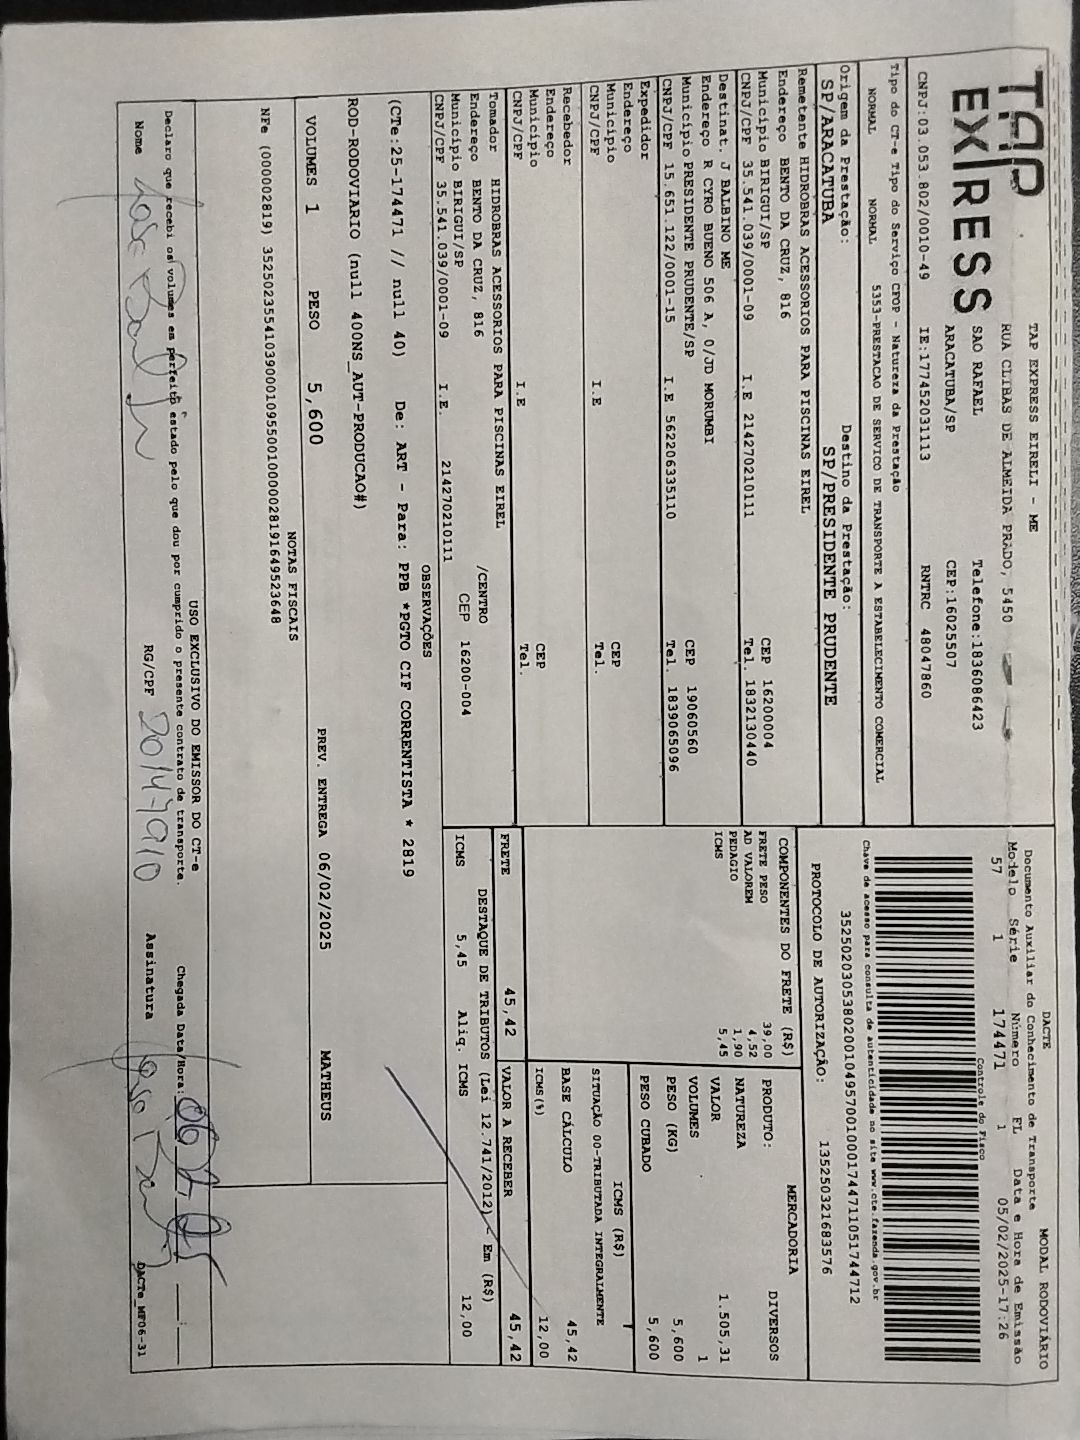 TAP EXPRESS
TAP EXPRESS EIRELI - ME
RUA CLIBAS DE ALMEIDA PRADO, 5450
SAO RAFAEL Telefone:1836086423
ARACATUBA/SP CEP:16025507
CNPJ:03.053.802/0010-49 IE:177452031113 RNTRC 48047860
Tipo do CT-e Tipo do Serviço CFOP - Natureza da Prestação
NORMAL NORMAL 5353-PRESTACAO DE SERVICO DE TRANSPORTE A ESTABELECIMENTO COMERCIAL
Origem da Prestação: Destino da Prestação:
SP/ARACATUBA SP/PRESIDENTE PRUDENTE
Remetente HIDROBRAS ACESSORIOS PARA PISCINAS EIREL
Endereço BENTO DA CRUZ, 816
Município BIRIGUI/SP CEP 16200004
CNPJ/CPF 35.541.039/0001-09 I.E 214270210111 Tel. 1832130440
Destinat. J BALBINO ME
Endereço R CYRO BUENO 506 A, 0/JD MORUMBI
Município PRESIDENTE PRUDENTE/SP CEP 19060560
CNPJ/CPF 15.651.122/0001-15 I.E 562206335110 Tel. 1839065096
Expedidor
Endereço
Município CEP
CNPJ/CPF I.E Tel.
Recebedor
Endereço
Município CEP
CNPJ/CPF I.E Tel.
Tomador HIDROBRAS ACESSORIOS PARA PISCINAS EIREL
Endereço BENTO DA CRUZ, 816 /CENTRO
Município BIRIGUI/SP CEP 16200-004
CNPJ/CPF 35.541.039/0001-09 I.E. 214270210111
DACTE MODAL RODOVIÁRIO
Documento Auxiliar do Conhecimento de Transporte
Modelo Série Número FL Data e Hora de Emissão
57 1 174471 1 05/02/2025-17:26
Controle do Fisco
Chave de acesso para consulta de autenticidade no site www.cte.fazenda.gov.br
35250203053802001049570010001744711051744712
PROTOCOLO DE AUTORIZAÇÃO: 135250321683576
COMPONENTES DO FRETE (R$)
FRETE PESO 39,00
AD VALOREM 4,52
PEDAGIO 1,90
ICMS 5,45
MERCADORIA
PRODUTO: DIVERSOS
NATUREZA
VALOR 1.505,31
VOLUMES 1
PESO (KG) 5,600
PESO CUBADO 5,600
ICMS (R$)
SITUAÇÃO 00-TRIBUTADA INTEGRALMENTE
BASE CÁLCULO 45,42
ICMS(%) 12,00
FRETE 45,42 VALOR A RECEBER 45,42
DESTAQUE DE TRIBUTOS (Lei 12.741/2012) - Em (R$)
ICMS 5,45 Aliq. ICMS 12,00
OBSERVAÇÕES
(CTe:25-174471 // null 40) De: ART - Para: PPB *PGTO CIF CORRENTISTA * 2819
ROD-RODOVIARIO (null 400NS_AUT-PRODUCAO#)
VOLUMES 1 PESO 5,600 PREV. ENTREGA 06/02/2025 MATHEUS
NOTAS FISCAIS
NFe (000002819) 35250235541039000109550010000028191649523648
USO EXCLUSIVO DO EMISSOR DO CT-e
Declaro que recebi os volumes em perfeito estado pelo que dou por cumprido o presente contrato de transporte. Chegada Data/Hora:
Nome RG/CPF Assinatura
DACTe_MF06-31